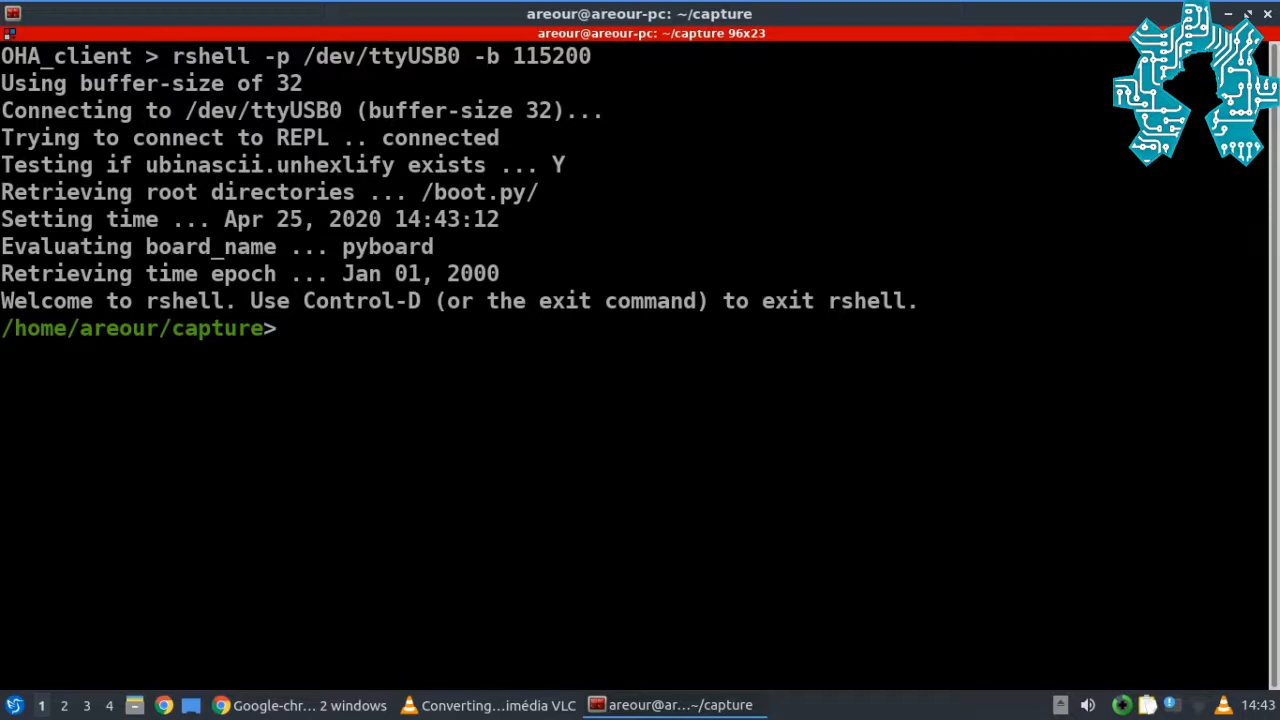 areour@areour-pc: ~/capture
areour@areour-pc: ~/capture 96x23
OHA_client > rshell -p /dev/ttyUSB0 -b 115200
Using buffer-size of 32
Connecting to /dev/ttyUSB0 (buffer-size 32)...
Trying to connect to REPL .. connected
Testing if ubinascii.unhexlify exists ... Y
Retrieving root directories ... /boot.py/
Setting time ... Apr 25, 2020 14:43:12
Evaluating board_name ... pyboard
Retrieving time epoch ... Jan 01, 2000
Welcome to rshell. Use Control-D (or the exit command) to exit rshell.
/home/areour/capture>
1 2 3 4 Google-chr... 2 windows Converting...imédia VLC areour@ar...~/capture 14:43